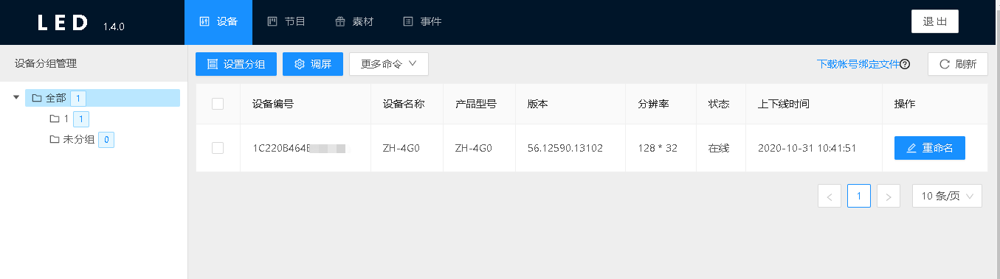 LED 1.4.0 设备 节目 素材 事件 退 出
设备分组管理 设置分组 调屏 更多命令 下载帐号绑定文件 刷新
全部 1
1 1
未分组 0
设备编号 设备名称 产品型号 版本 分辨率 状态 上下线时间 操作
1C220B464 ZH-4G0 ZH-4G0 56.12590.13102 128 * 32 在线 2020-10-31 10:41:51 重命名
< 1 > 10 条/页